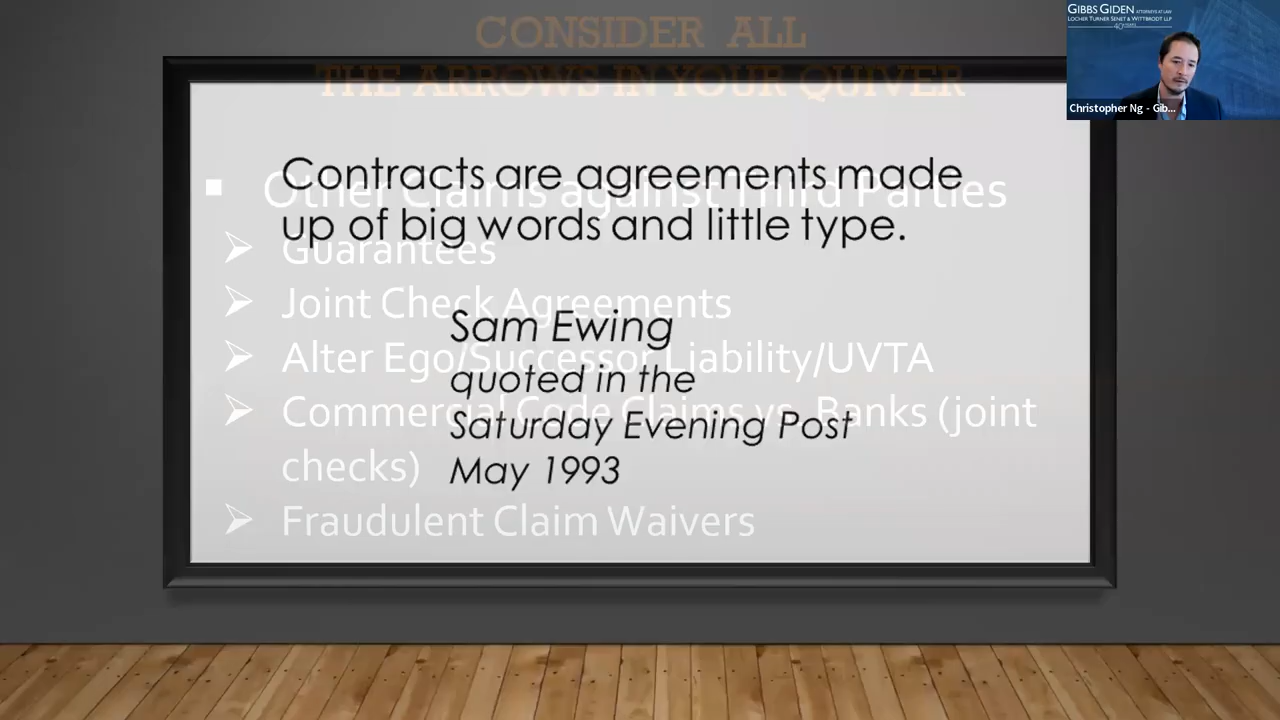 CONSIDER ALL
THE ARROWS IN YOUR QUIVER
GIBBS GIDEN ATTORNEYS AT LAW
LOCHER TURNER SENET & WITTBRODT LLP
40 YEARS
Christopher Ng - Gib...
Contracts are agreements made
up of big words and little type.
Sam Ewing
quoted in the
Saturday Evening Post
May 1993
▪ Other Claims against Third Parties
➢ Guarantees
➢ Joint Check Agreements
➢ Alter Ego/Successor Liability/UVTA
➢ Commercial Code Claims vs. Banks (joint
checks)
➢ Fraudulent Claim Waivers